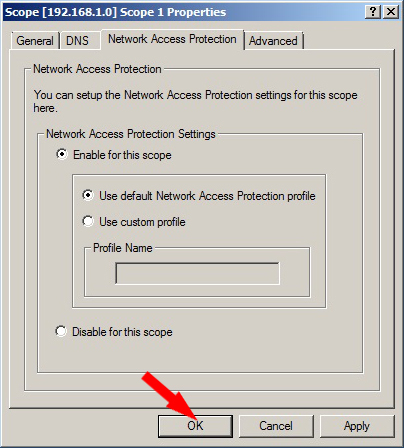 Scope [192.168.1.0] Scope 1 Properties
General DNS Network Access Protection Advanced
Network Access Protection
You can setup the Network Access Protection settings for this scope
here.
Network Access Protection Settings
Enable for this scope
Use default Network Access Protection profile
Use custom profile
Profile Name
Disable for this scope
OK Cancel Apply